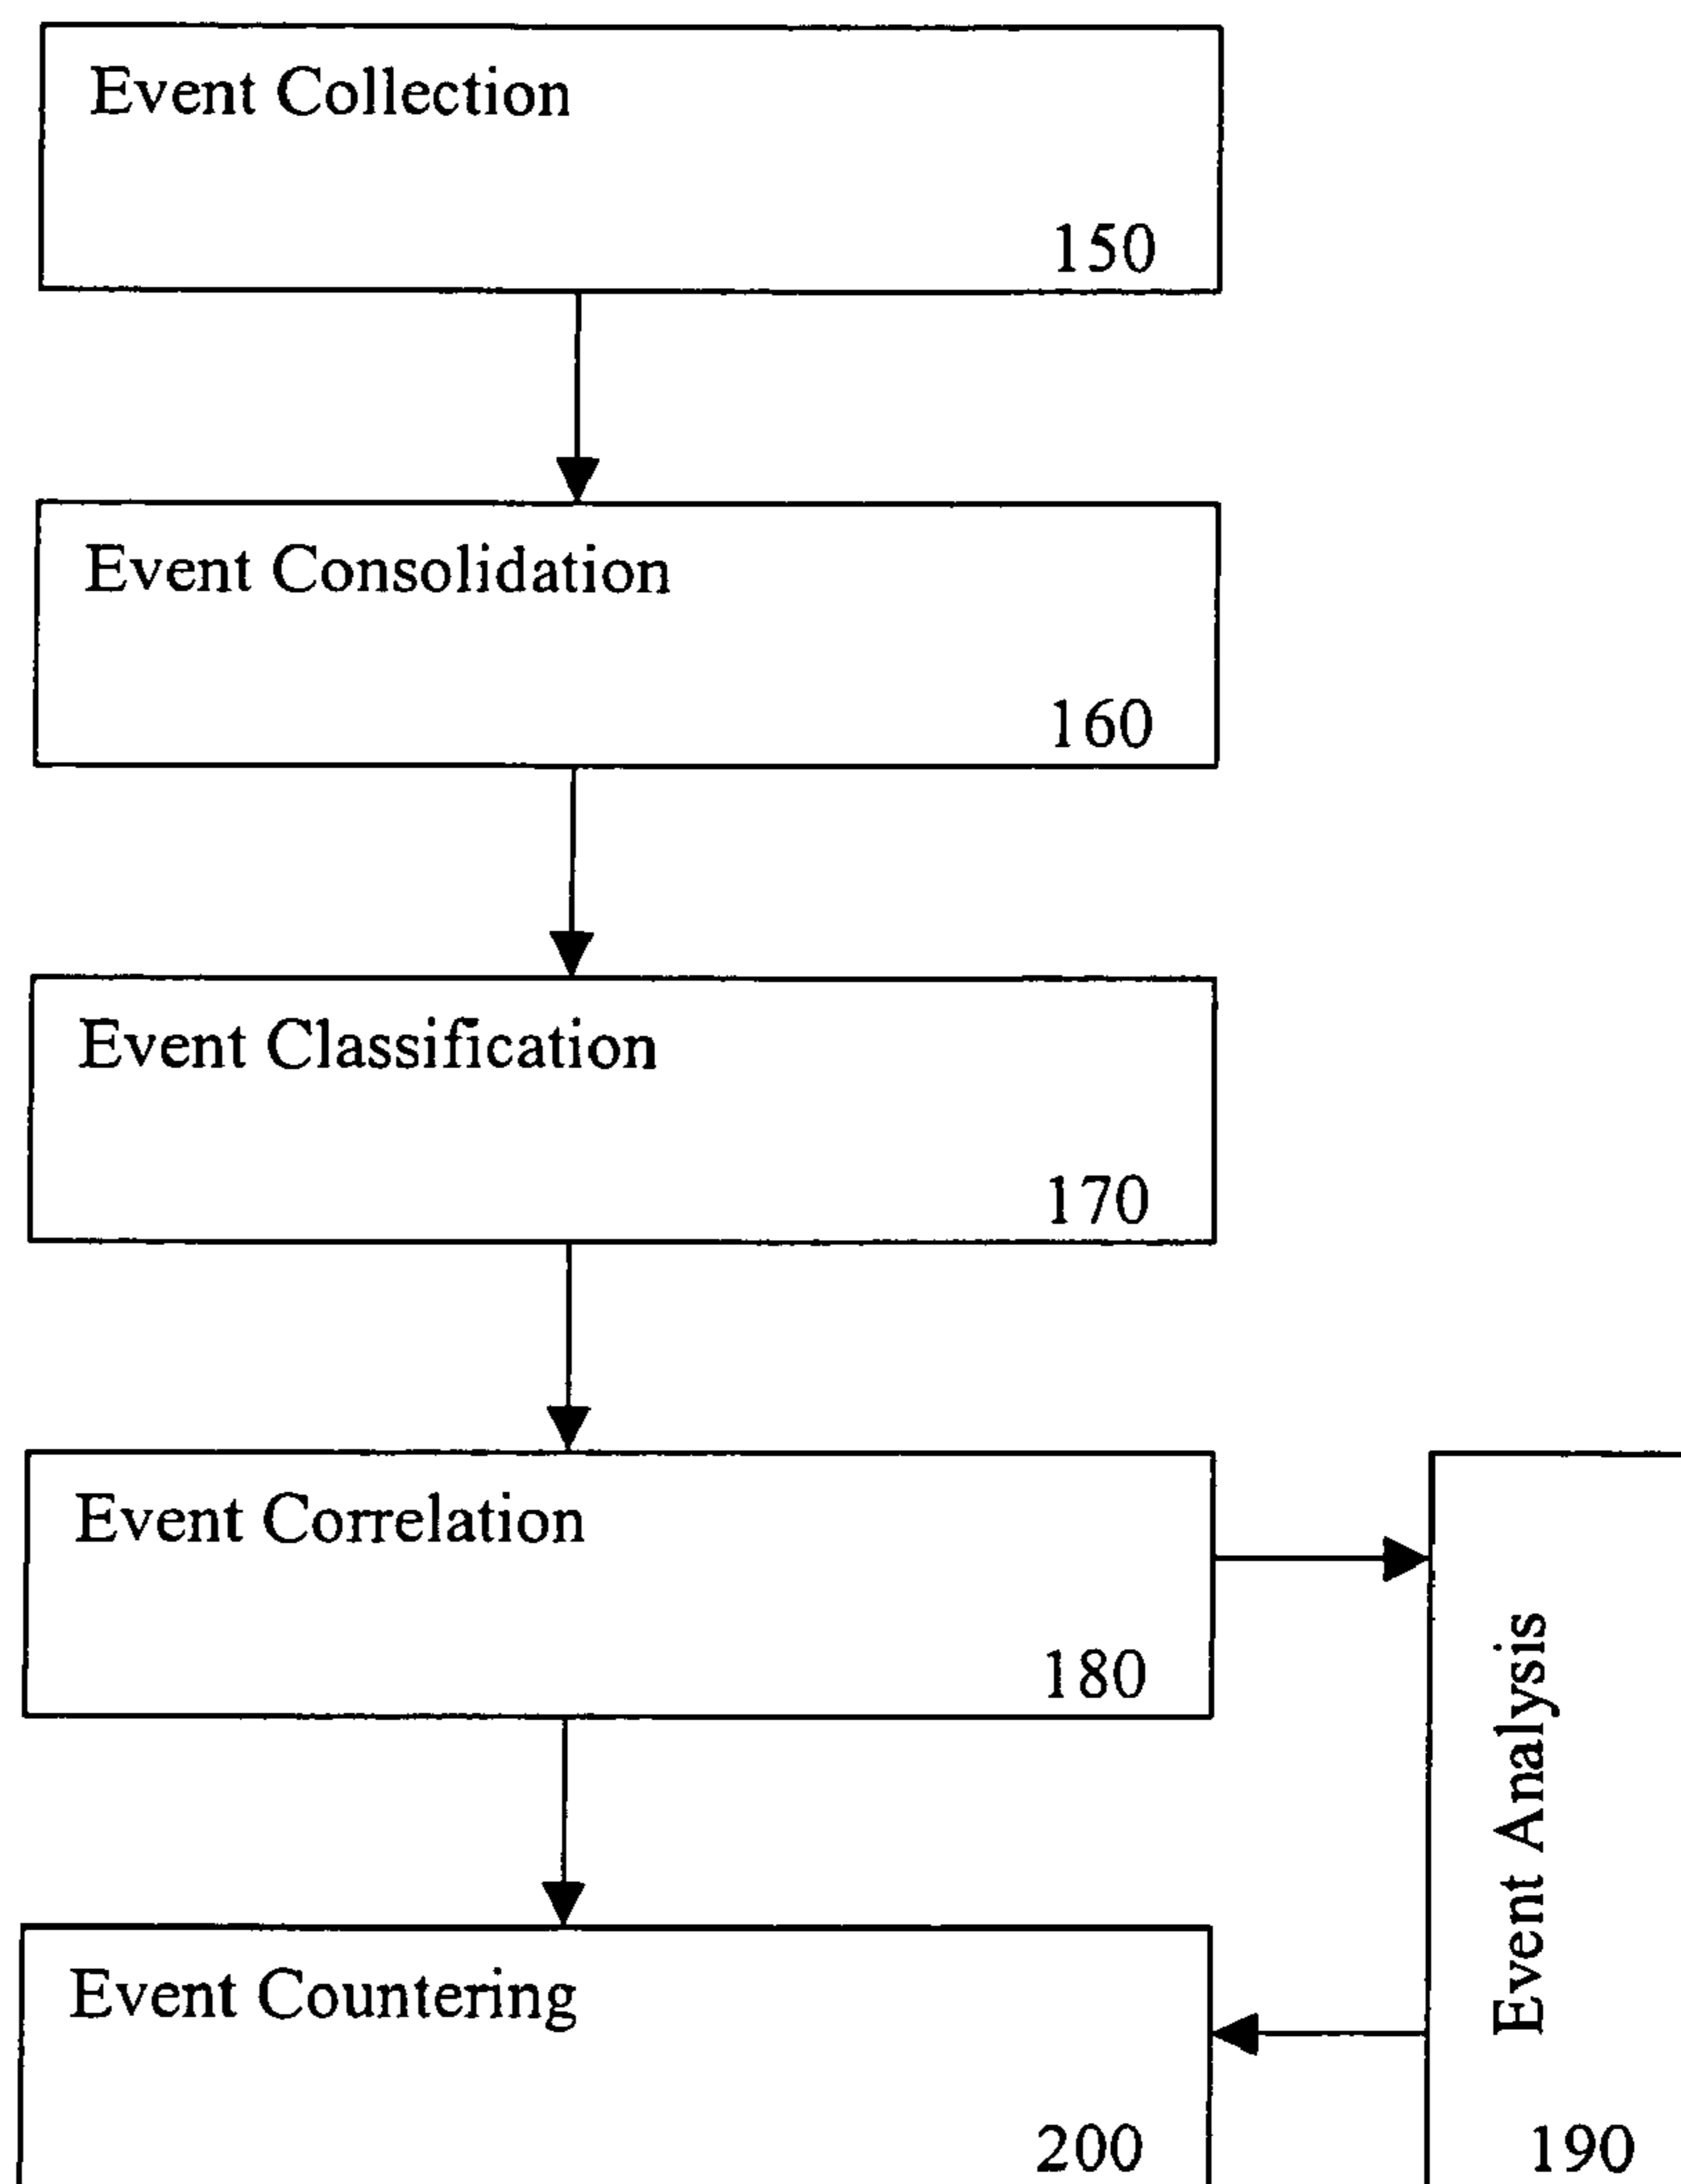 Event Collection
150
Event Consolidation
160
Event Classification
170
Event Correlation
180
Event Analysis
190
Event Countering
200